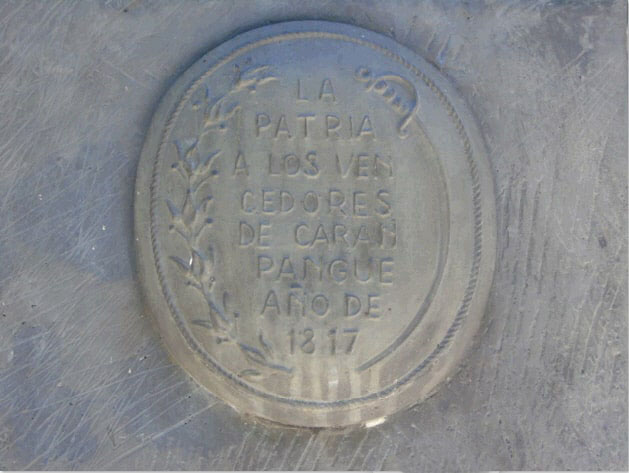 LA
PATRIA
A LOS VEN
CEDORES
DE CARAN
PANGUE
AÑO DE
1817